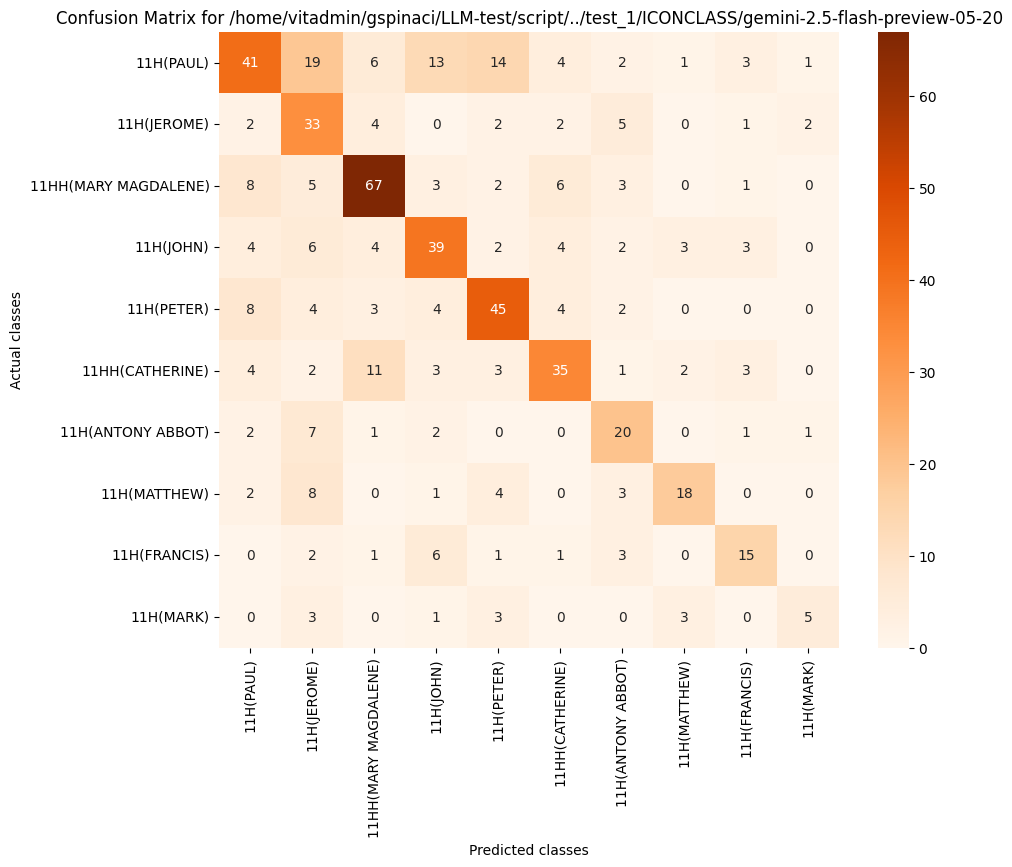 Confusion Matrix for /home/vitadmin/gspinaci/LLM-test/script/../test_1/ICONCLASS/gemini-2.5-flash-preview-05-20
11H(PAUL) 41 19 6 13 14 4 2 1 3 1
11H(JEROME) 2 33 4 0 2 2 5 0 1 2
11HH(MARY MAGDALENE) 8 5 67 3 2 6 3 0 1 0
11H(JOHN) 4 6 4 39 2 4 2 3 3 0
11H(PETER) 8 4 3 4 45 4 2 0 0 0
11HH(CATHERINE) 4 2 11 3 3 35 1 2 3 0
11H(ANTONY ABBOT) 2 7 1 2 0 0 20 0 1 1
11H(MATTHEW) 2 8 0 1 4 0 3 18 0 0
11H(FRANCIS) 0 2 1 6 1 1 3 0 15 0
11H(MARK) 0 3 0 1 3 0 0 3 0 5
Actual classes
11H(PAUL)
11H(JEROME)
11HH(MARY MAGDALENE)
11H(JOHN)
11H(PETER)
11HH(CATHERINE)
11H(ANTONY ABBOT)
11H(MATTHEW)
11H(FRANCIS)
11H(MARK)
Predicted classes
60
50
40
30
20
10
0